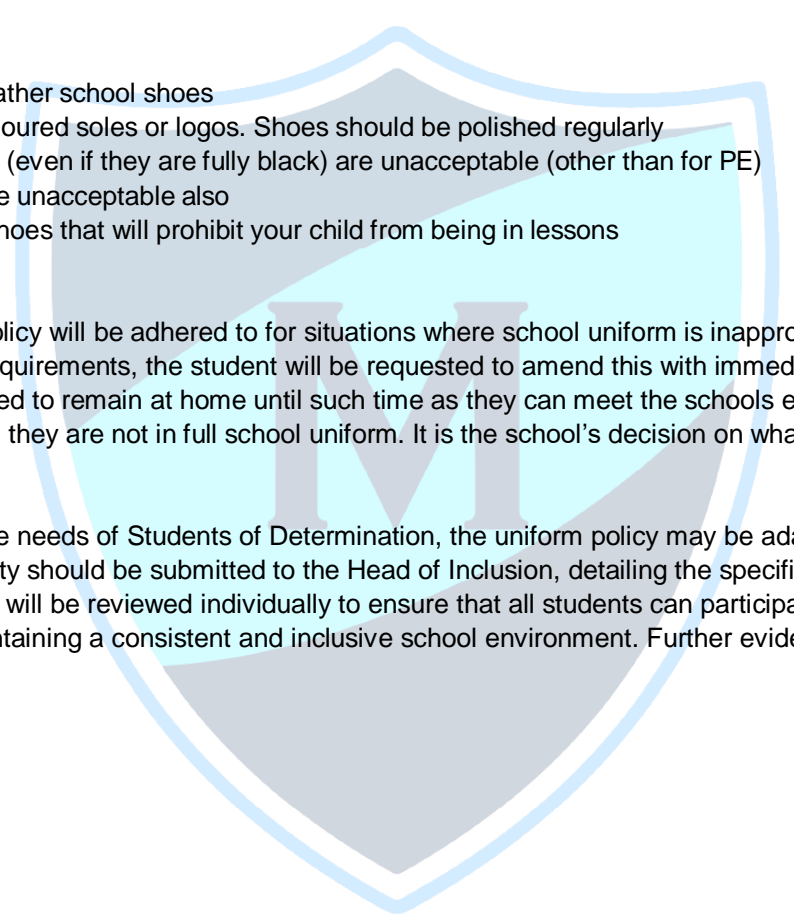 ather school shoes
oured soles or logos. Shoes should be polished regularly
(even if they are fully black) are unacceptable (other than for PE)
e unacceptable also
hoes that will prohibit your child from being in lessons
olicy will be adhered to for situations where school uniform is inappro
quirements, the student will be requested to amend this with immed
ed to remain at home until such time as they can meet the schools e
they are not in full school uniform. It is the school’s decision on wha
e needs of Students of Determination, the uniform policy may be ada
ty should be submitted to the Head of Inclusion, detailing the specifi
will be reviewed individually to ensure that all students can participa
ntaining a consistent and inclusive school environment. Further evide
M